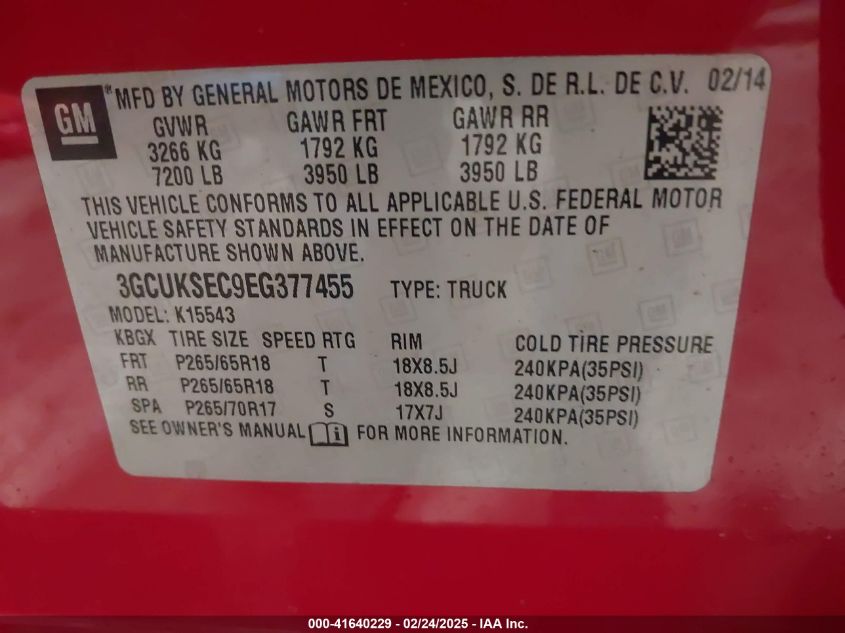 GM ® MFD BY GENERAL MOTORS DE MEXICO, S. DE R.L. DE C.V. 02/14
GVWR GAWR FRT GAWR RR
3266 KG 1792 KG 1792 KG
7200 LB 3950 LB 3950 LB
THIS VEHICLE CONFORMS TO ALL APPLICABLE U.S. FEDERAL MOTOR
VEHICLE SAFETY STANDARDS IN EFFECT ON THE DATE OF
MANUFACTURE SHOWN ABOVE.
3GCUKSEC9EG377455 TYPE: TRUCK
MODEL: K15543
KBGX TIRE SIZE SPEED RTG RIM COLD TIRE PRESSURE
FRT P265/65R18 T 18X8.5J 240KPA(35PSI)
RR P265/65R18 T 18X8.5J 240KPA(35PSI)
SPA P265/70R17 S 17X7J 240KPA(35PSI)
SEE OWNER'S MANUAL i FOR MORE INFORMATION.
000-41640229 - 02/24/2025 - IAA Inc.